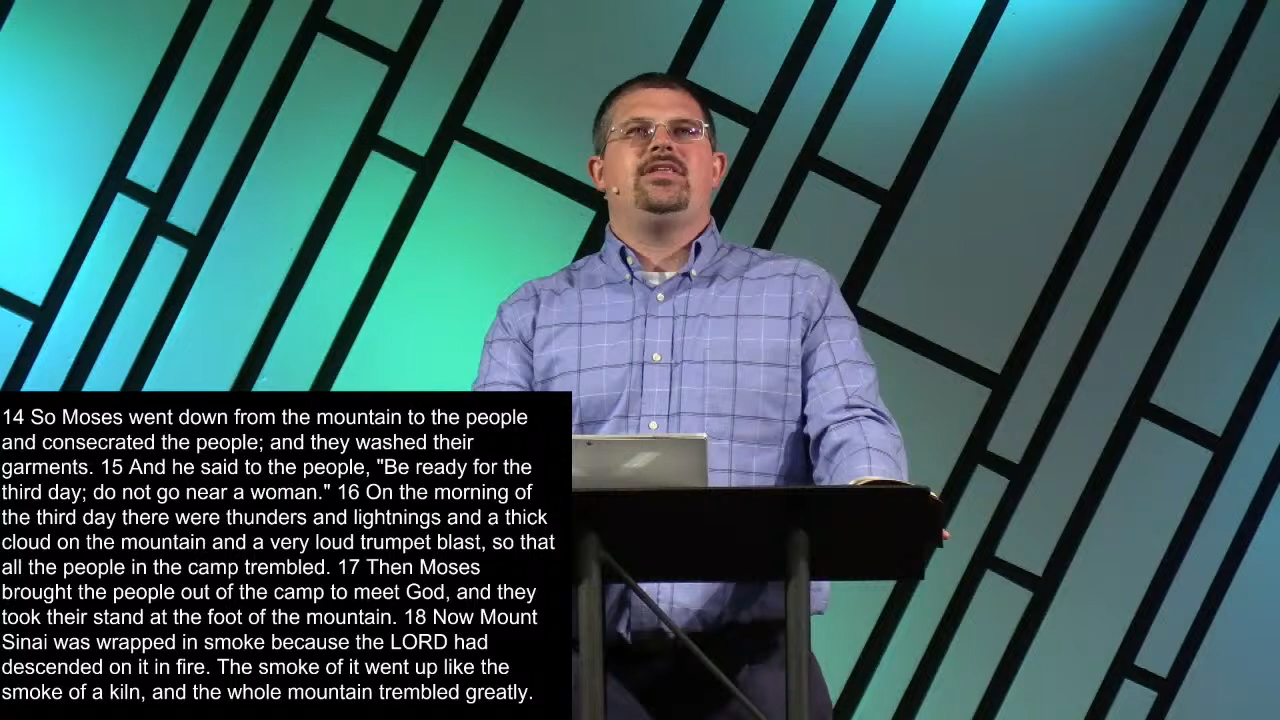 14 So Moses went down from the mountain to the people
and consecrated the people; and they washed their
garments. 15 And he said to the people, "Be ready for the
third day; do not go near a woman." 16 On the morning of
the third day there were thunders and lightnings and a thick
cloud on the mountain and a very loud trumpet blast, so that
all the people in the camp trembled. 17 Then Moses
brought the people out of the camp to meet God, and they
took their stand at the foot of the mountain. 18 Now Mount
Sinai was wrapped in smoke because the LORD had
descended on it in fire. The smoke of it went up like the
smoke of a kiln, and the whole mountain trembled greatly.